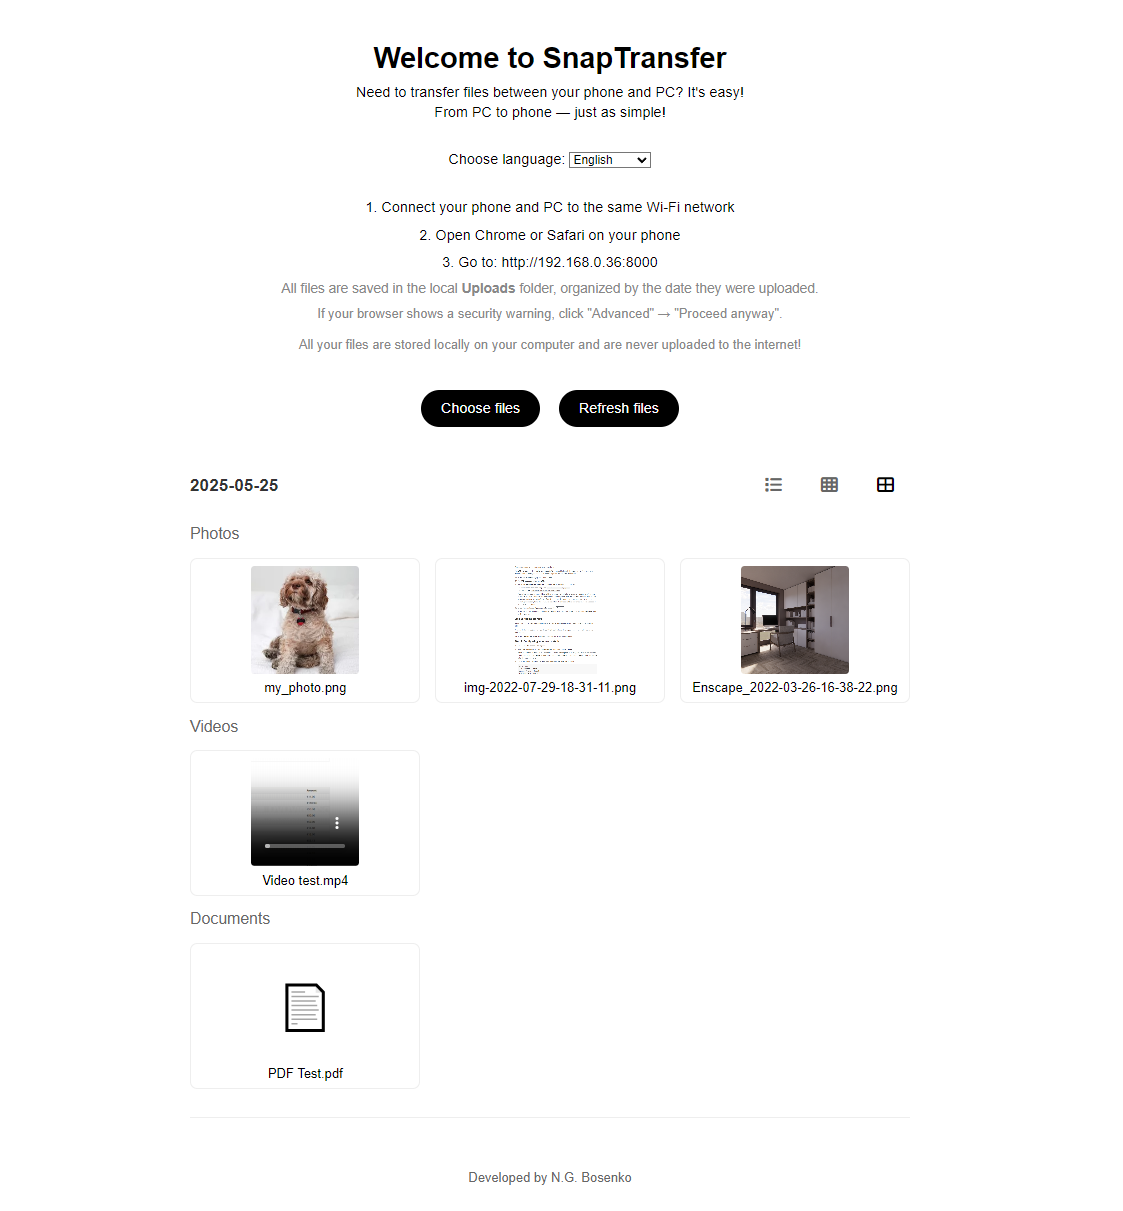 Welcome to SnapTransfer
Need to transfer files between your phone and PC? It's easy!
From PC to phone — just as simple!
Choose language: English
1. Connect your phone and PC to the same Wi-Fi network
2. Open Chrome or Safari on your phone
3. Go to: http://192.168.0.36:8000
All files are saved in the local Uploads folder, organized by the date they were uploaded.
If your browser shows a security warning, click "Advanced" → "Proceed anyway".
All your files are stored locally on your computer and are never uploaded to the internet!
Choose files Refresh files
2025-05-25
Photos
my_photo.png img-2022-07-29-18-31-11.png Enscape_2022-03-26-16-38-22.png
Videos
Video test.mp4
Documents
PDF Test.pdf
Developed by N.G. Bosenko